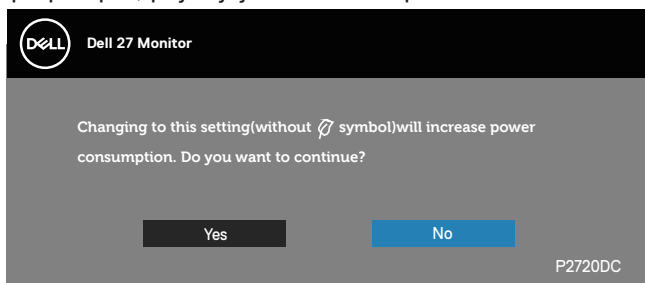 DELL
Dell 27 Monitor
Changing to this setting(without symbol)will increase power
consumption. Do you want to continue?
Yes No
P2720DC